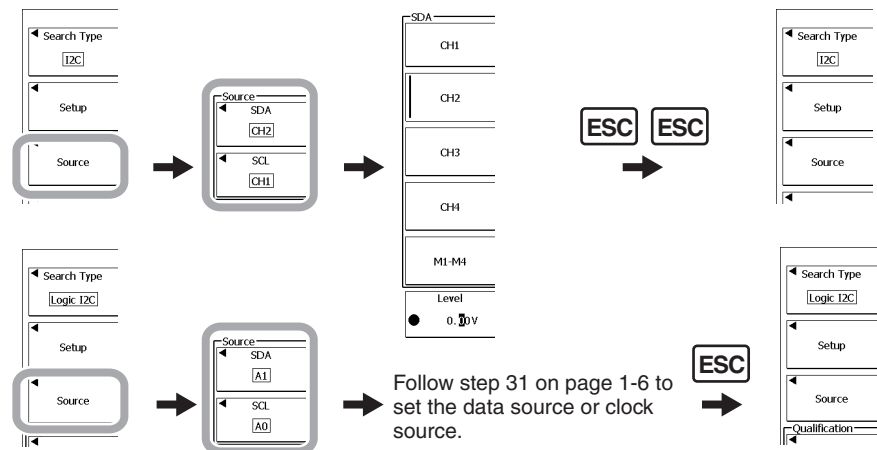 Search Type
I2C
Setup
Source
Source
SDA
CH2
SCL
CH1
SDA
CH1
CH2
CH3
CH4
M1-M4
Level
0.00V
ESC ESC
Search Type
I2C
Setup
Source
Search Type
Logic I2C
Setup
Source
Source
SDA
A1
SCL
A0
Follow step 31 on page 1-6 to
set the data source or clock
source.
ESC
Search Type
Logic I2C
Setup
Source
Qualification